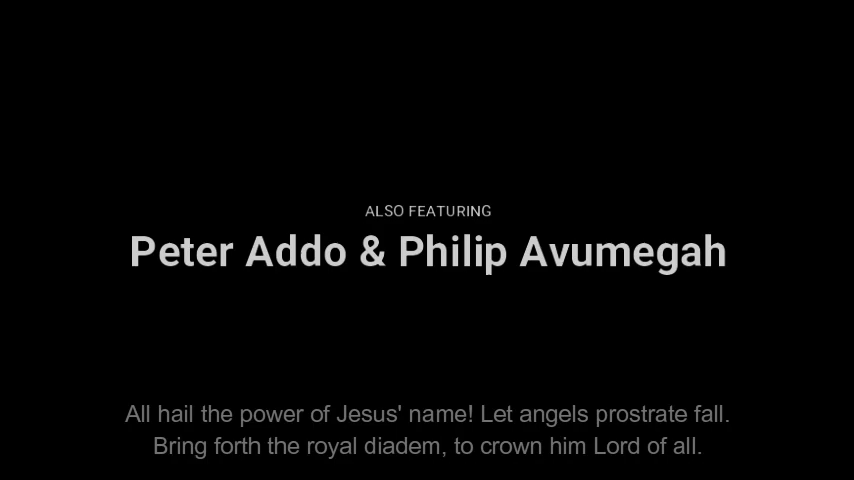 ALSO FEATURING
Peter Addo & Philip Avumegah
All hail the power of Jesus' name! Let angels prostrate fall.
Bring forth the royal diadem, to crown him Lord of all.